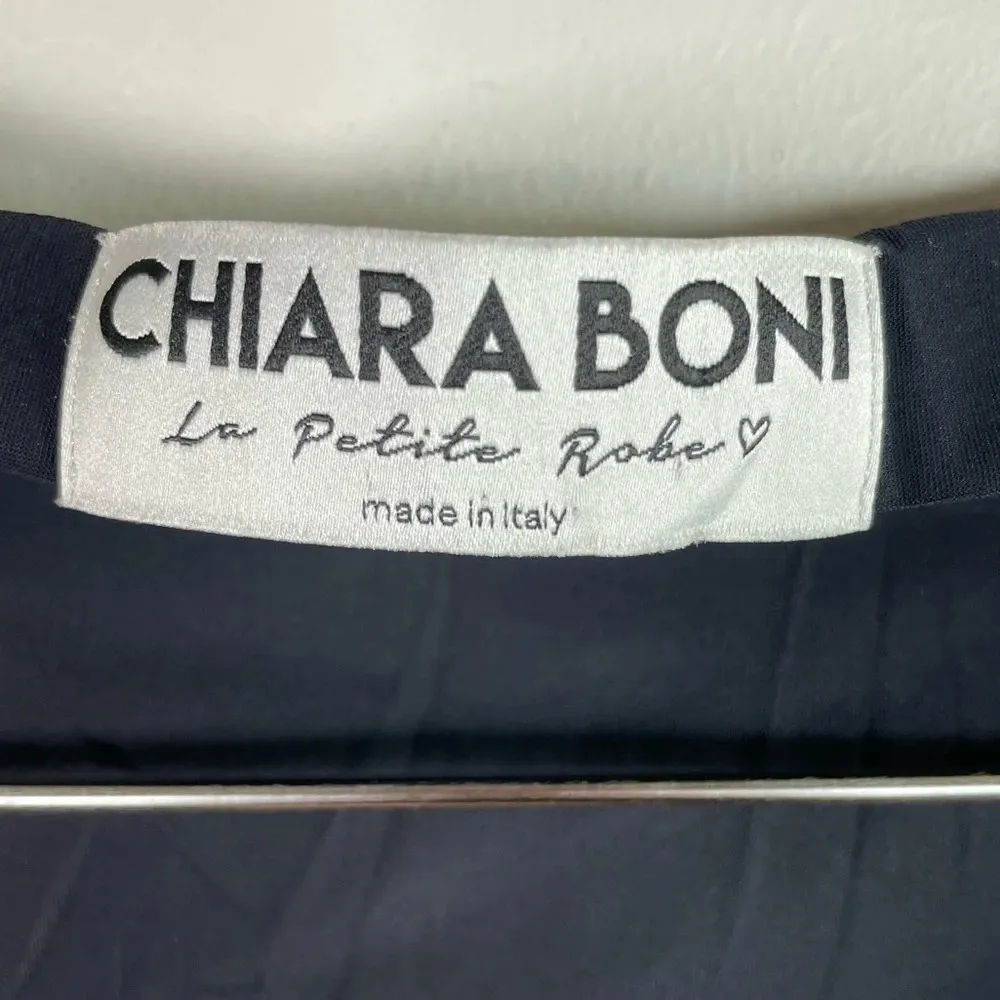 CHIARA BONI
La Petite Robe♡
made in Italy